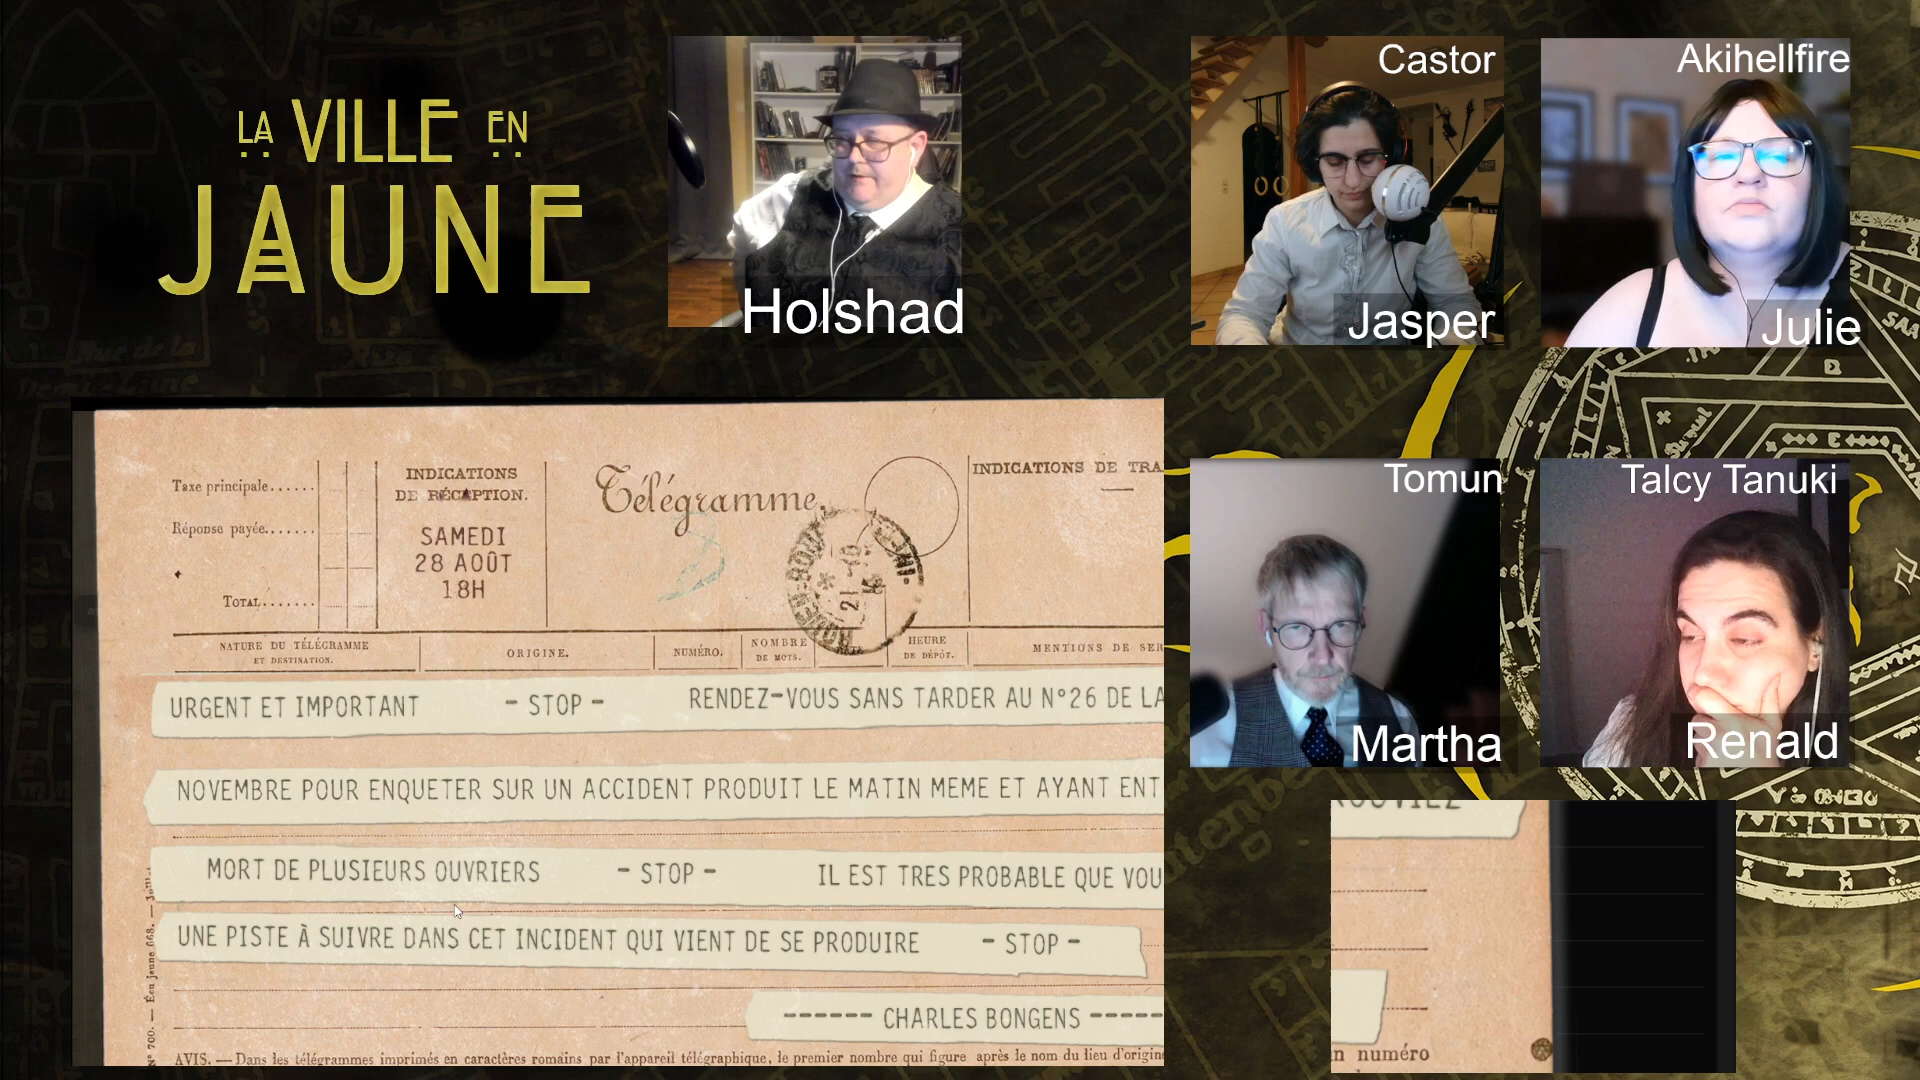 LA VILLE EN
JAUNE
Holshad
Castor
Jasper
Akihellfire
Julie
Tomun
Martha
Talcy Tanuki
Renald
Taxe principale......
Réponse payée......
TOTAL.......
INDICATIONS
DE RÉCEPTION.
SAMEDI
28 AOÛT
18H
Télégramme.
INDICATIONS DE TRA
NATURE DU TÉLÉGRAMME
ET DESTINATION.
ORIGINE.
NUMÉRO.
NOMBRE
DE MOTS.
HEURE
DE DÉPÔT.
MENTIONS DE SER
URGENT ET IMPORTANT - STOP - RENDEZ-VOUS SANS TARDER AU N°26 DE LA
NOVEMBRE POUR ENQUETER SUR UN ACCIDENT PRODUIT LE MATIN MEME ET AYANT ENT
MORT DE PLUSIEURS OUVRIERS - STOP - IL EST TRES PROBABLE QUE VOU
UNE PISTE À SUIVRE DANS CET INCIDENT QUI VIENT DE SE PRODUIRE - STOP -
------ CHARLES BONGENS -----
AVIS. — Dans les télégrammes imprimés en caractères romains par l'appareil télégraphique, le premier nombre qui figure après le nom du lieu d'origine
n numéro